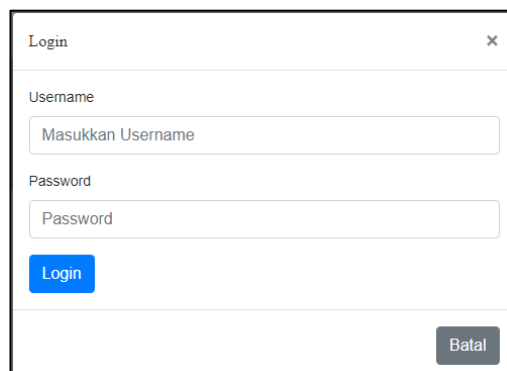 Login ×
Username
Masukkan Username
Password
Password
Login
Batal